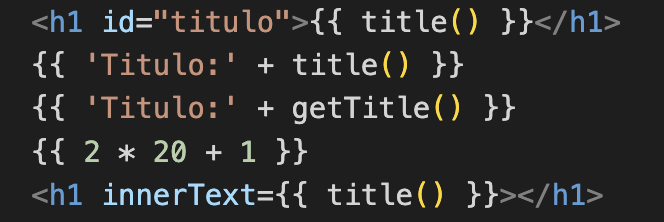 <h1 id="titulo">{{ title() }}</h1>
{{ 'Titulo:' + title() }}
{{ 'Titulo:' + getTitle() }}
{{ 2 * 20 + 1 }}
<h1 innerText={{ title() }}></h1>